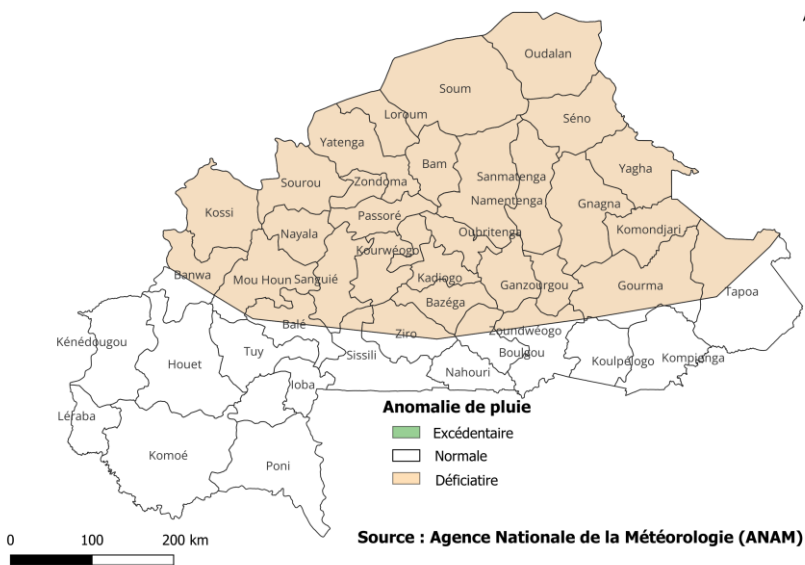 Oudalan
Soum
Loroum
Séno
Yatenga
Bam
Yagha
Sourou
Zondoma
Sanmatenga
Kossi
Passoré
Namentenga
Gnagna
Nayala
Oubritenga
Komondjari
Kourwéogo
Banwa
Mou Houn
Sanguié
Kadiogo
Ganzourgou
Gourma
Tapoa
Bazéga
Balé
Ziro
Zoundwéogo
Kénédougou
Houet
Tuy
Sissili
Boulgou
Koulpélogo
Kompienga
Nahouri
Ioba
Léraba
Komoé
Poni
Anomalie de pluie
Excédentaire
Normale
Déficiatire
0 100 200 km
Source : Agence Nationale de la Météorologie (ANAM)